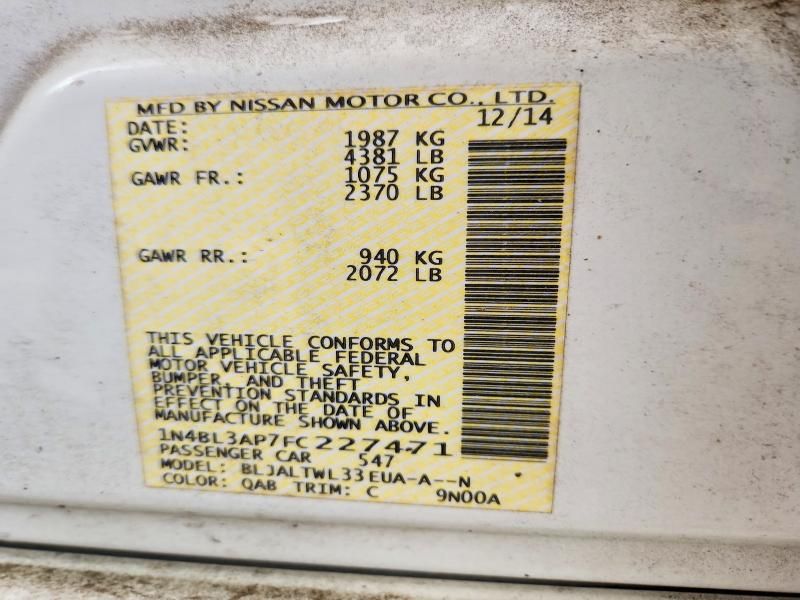 MFD BY NISSAN MOTOR CO., LTD.
DATE: 12/14
GVWR: 1987 KG
4381 LB
GAWR FR.: 1075 KG
2370 LB
GAWR RR.: 940 KG
2072 LB
THIS VEHICLE CONFORMS TO
ALL APPLICABLE FEDERAL
MOTOR VEHICLE SAFETY,
BUMPER, AND THEFT
PREVENTION STANDARDS IN
EFFECT ON THE DATE OF
MANUFACTURE SHOWN ABOVE.
1N4BL3AP7FC227471
PASSENGER CAR 547
MODEL: BLJALTWL33EUA-A--N
COLOR: QAB TRIM: C 9N00A